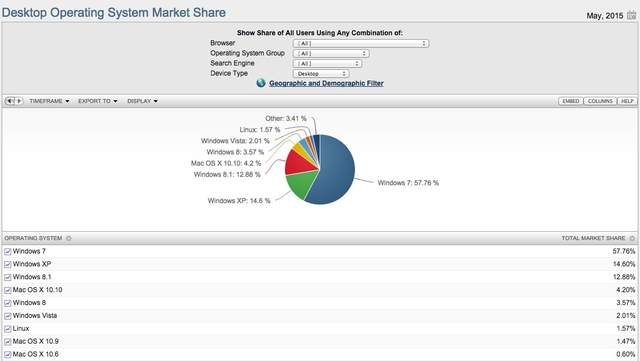 Desktop Operating System Market Share
May, 2015
Show Share of All Users Using Any Combination of:
Browser [ All ]
Operating System Group [ All ]
Search Engine [ All ]
Device Type Desktop
Geographic and Demographic Filter
TIMEFRAME EXPORT TO DISPLAY EMBED COLUMNS HELP
Other: 3.41 %
Linux: 1.57 %
Windows Vista: 2.01 %
Windows 8: 3.57 %
Mac OS X 10.10: 4.2 %
Windows 8.1: 12.88 %
Windows 7: 57.76 %
Windows XP: 14.6 %
OPERATING SYSTEM TOTAL MARKET SHARE
Windows 7 57.76%
Windows XP 14.60%
Windows 8.1 12.88%
Mac OS X 10.10 4.20%
Windows 8 3.57%
Windows Vista 2.01%
Linux 1.57%
Mac OS X 10.9 1.47%
Mac OS X 10.6 0.60%